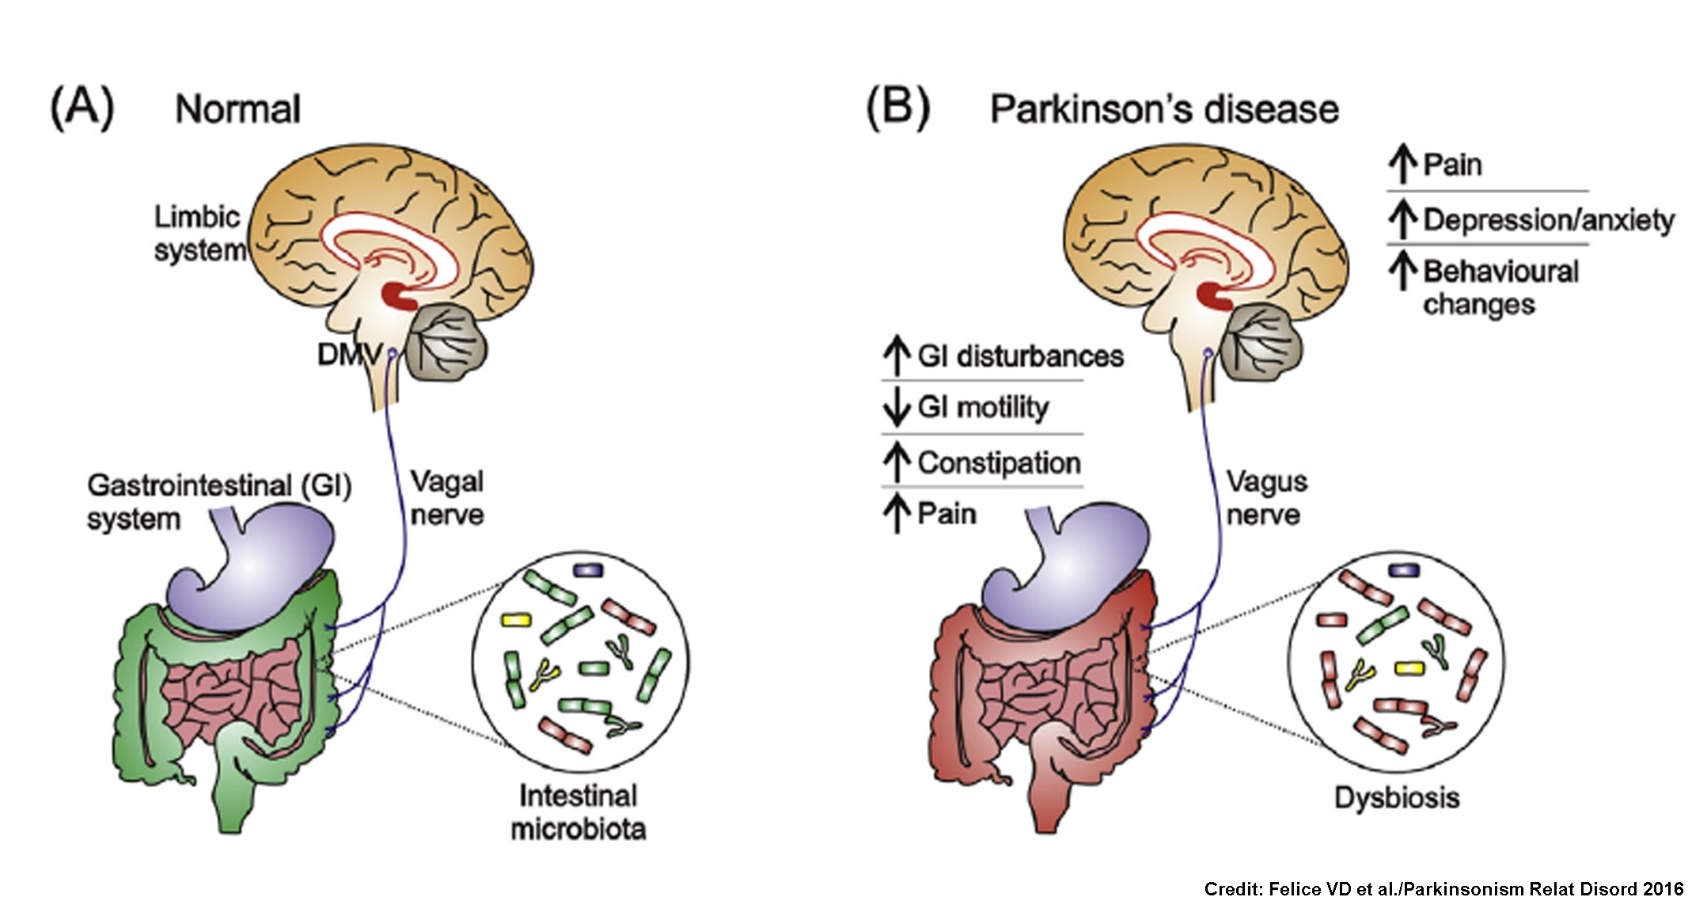 (A) Normal
Limbic
system
DMV
Gastrointestinal (GI)
system
Vagal
nerve
Intestinal
microbiota
(B) Parkinson's disease
↑ Pain
↑ Depression/anxiety
↑ Behavioural
changes
↑ GI disturbances
↓ GI motility
↑ Constipation
↑ Pain
Vagus
nerve
Dysbiosis
Credit: Felice VD et al./Parkinsonism Relat Disord 2016